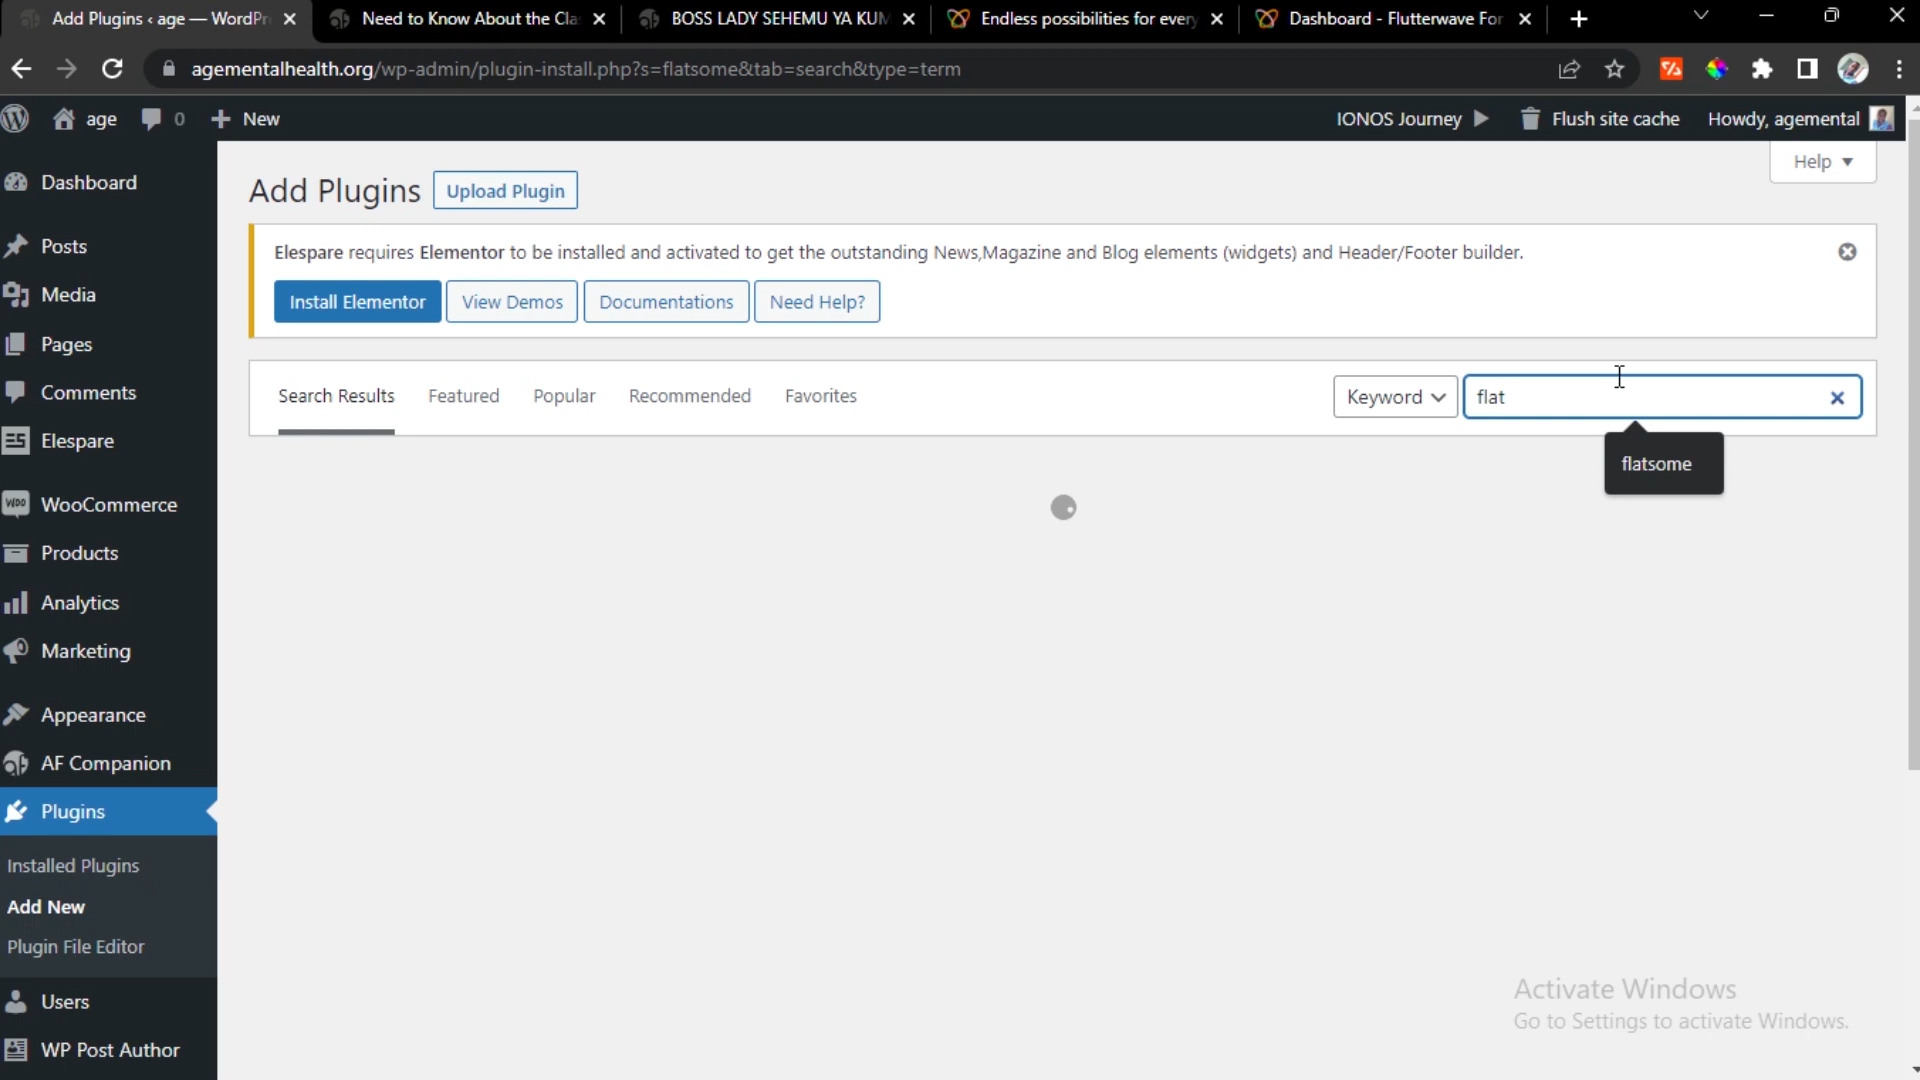 Add Plugins ‹ age — WordPr
Need to Know About the Cla
BOSS LADY SEHEMU YA KUM
Endless possibilities for every
Dashboard - Flutterwave For
agementalhealth.org/wp-admin/plugin-install.php?s=flatsome&tab=search&type=term
age
0
New
IONOS Journey
Flush site cache
Howdy, agemental
Dashboard
Posts
Media
Pages
Comments
Elespare
WooCommerce
Products
Analytics
Marketing
Appearance
AF Companion
Plugins
Installed Plugins
Add New
Plugin File Editor
Users
WP Post Author
Help
Add Plugins
Upload Plugin
Elespare requires Elementor to be installed and activated to get the outstanding News,Magazine and Blog elements (widgets) and Header/Footer builder.
Install Elementor
View Demos
Documentations
Need Help?
Search Results
Featured
Popular
Recommended
Favorites
Keyword
flat
flatsome
Activate Windows
Go to Settings to activate Windows.